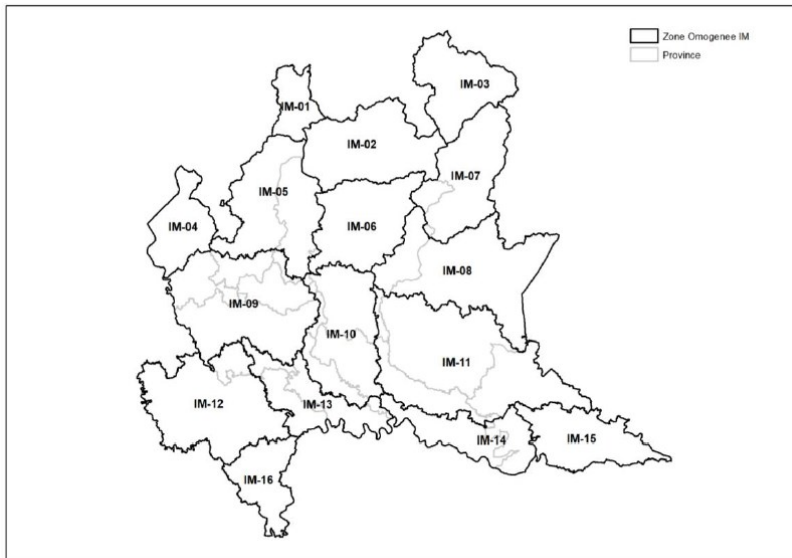 Zone Omogenee IM
Province
IM-03
IM-01
IM-02
IM-07
IM-05
IM-04
IM-06
IM-08
IM-09
IM-10
IM-11
IM-12
IM-13
IM-14
IM-15
IM-16